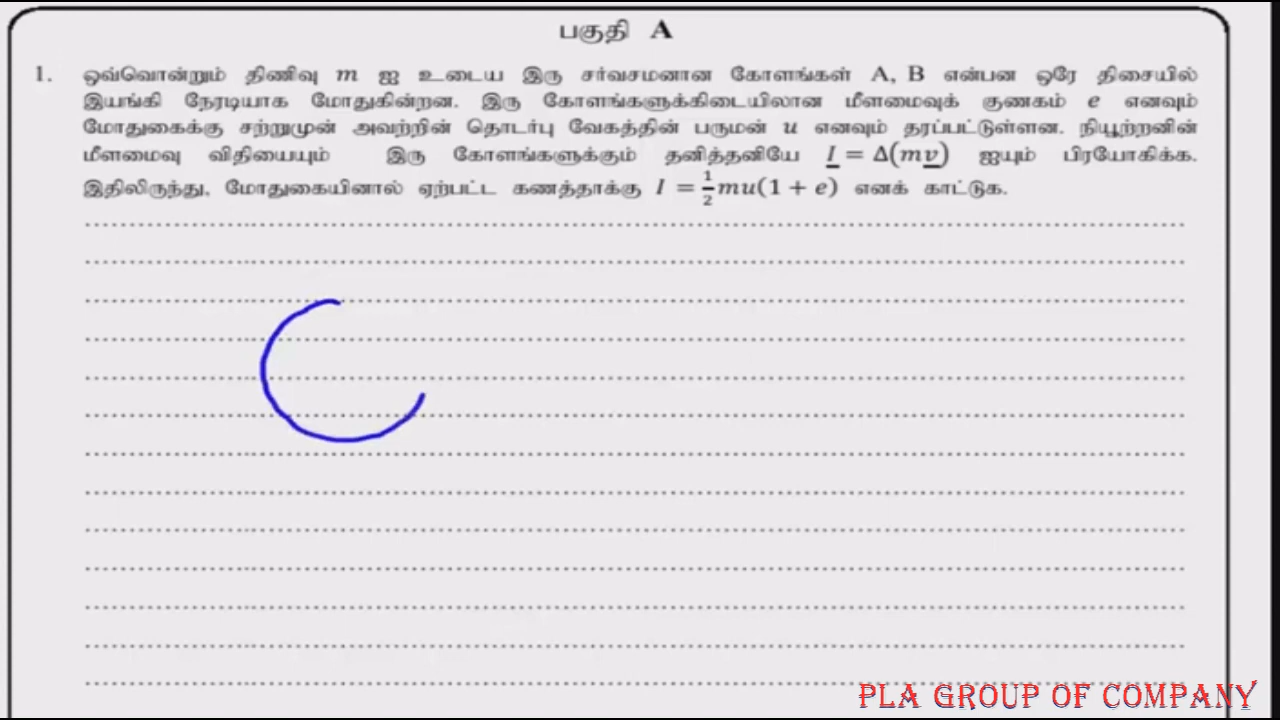 பகுதி A
1. ஒவ்வொன்றும் திணிவு m ஐ உடைய இரு சர்வசமனான கோளங்கள் A, B என்பன ஒரே திசையில்
இயங்கி நேரடியாக மோதுகின்றன. இரு கோளங்களுக்கிடையிலான மீளமைவுக் குணகம் e எனவும்
மோதுகைக்கு சற்றுமுன் அவற்றின் தொடர்பு வேகத்தின் பருமன் u எனவும் தரப்பட்டுள்ளன. நியூற்றனின்
மீளமைவு விதியையும் இரு கோளங்களுக்கும் தனித்தனியே I = Δ(mv) ஐயும் பிரயோகிக்க.
இதிலிருந்து, மோதுகையினால் ஏற்பட்ட கணத்தாக்கு I = 1/2 mu(1 + e) எனக் காட்டுக.
PLA GROUP OF COMPANY